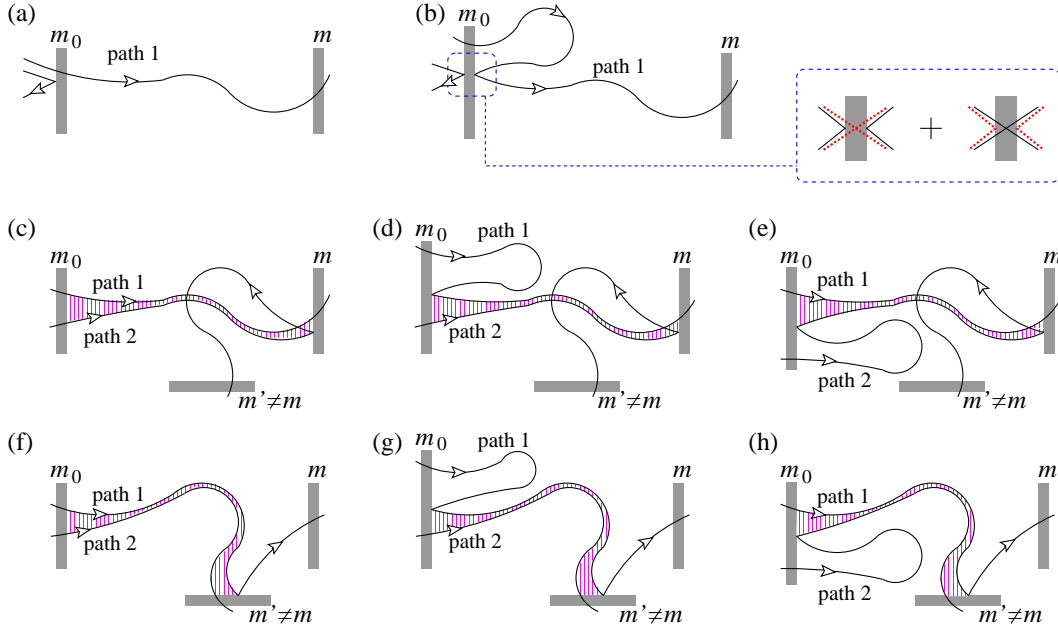 (a)
m0
path 1
m
(b)
m0
path 1
m
+
(c)
m0
path 1
path 2
m
m'≠m
(d)
m0
path 1
path 2
m
m'≠m
(e)
m0
path 1
path 2
m
m'≠m
(f)
m0
path 1
path 2
m
m'≠m
(g)
m0
path 1
path 2
m
m'≠m
(h)
m0
path 1
path 2
m
m'≠m